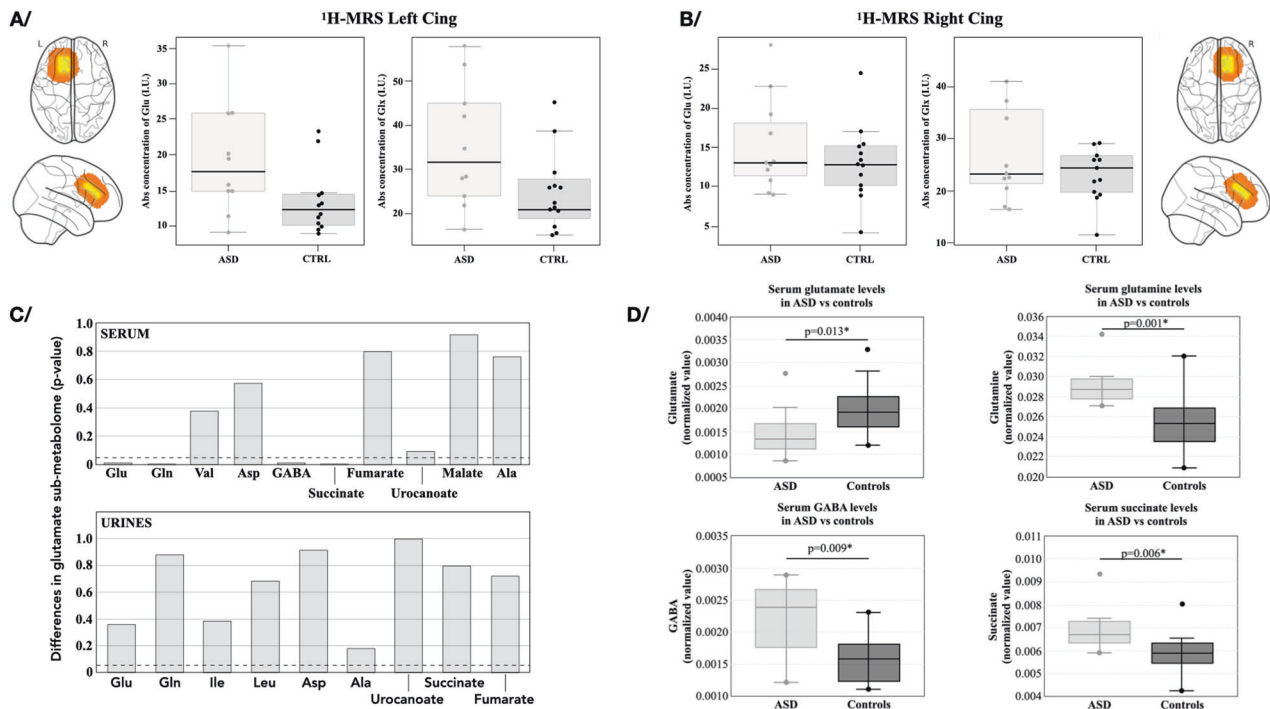 A/
¹H-MRS Left Cing
L
R
Abs concentration of Glu (I.U.)
35
30
25
20
15
10
ASD
CTRL
Abs concentration of Glx (I.U.)
50
40
30
20
ASD
CTRL
B/
¹H-MRS Right Cing
R
Abs concentration of Glu (I.U.)
25
20
15
10
5
ASD
CTRL
Abs concentration of Glx (I.U.)
40
30
20
10
ASD
CTRL
C/
Differences in glutamate sub-metabolome (p-value)
SERUM
1.0
0.8
0.6
0.4
0.2
0
Glu
Gln
Val
Asp
GABA
Succinate
Fumarate
Urocanoate
Malate
Ala
URINES
1.0
0.8
0.6
0.4
0.2
0
Glu
Gln
Ile
Leu
Asp
Ala
Urocanoate
Succinate
Fumarate
D/
Serum glutamate levels
in ASD vs controls
p=0.013*
Glutamate
(normalized value)
0.0040
0.0035
0.0030
0.0025
0.0020
0.0015
0.0010
0.0005
ASD
Controls
Serum glutamine levels
in ASD vs controls
p=0.001*
Glutamine
(normalized value)
0.036
0.034
0.032
0.030
0.028
0.026
0.024
0.022
0.020
ASD
Controls
Serum GABA levels
in ASD vs controls
p=0.009*
GABA
(normalized value)
0.0035
0.0030
0.0025
0.0020
0.0015
0.0010
ASD
Controls
Serum succinate levels
in ASD vs controls
p=0.006*
Succinate
(normalized value)
0.011
0.010
0.009
0.008
0.007
0.006
0.005
0.004
ASD
Controls